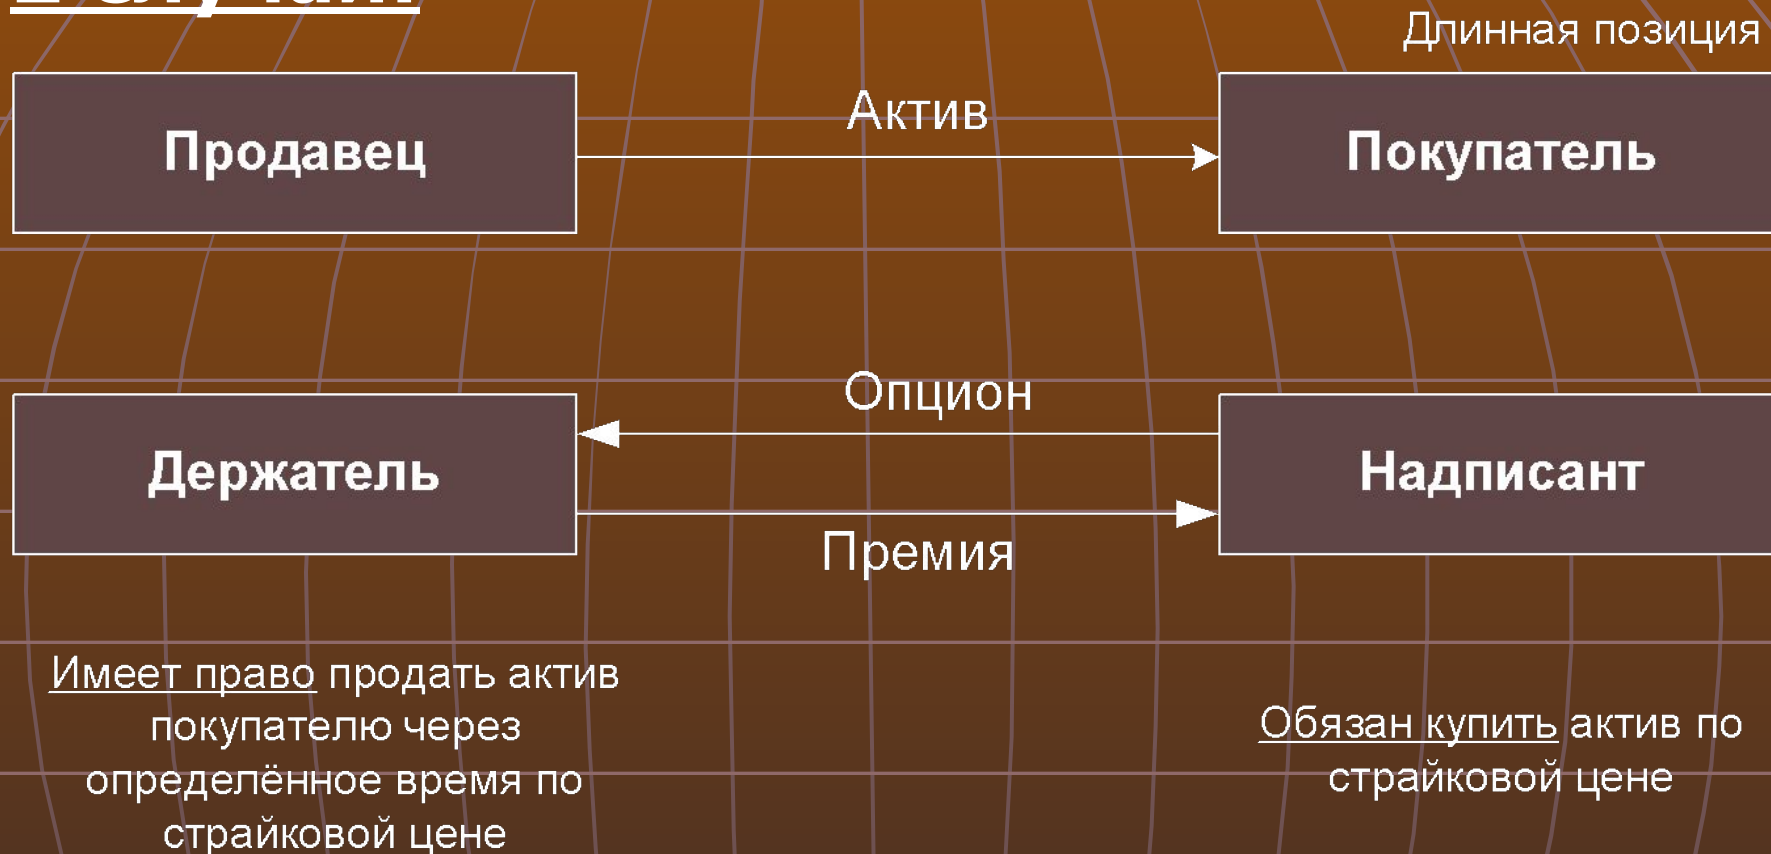 Длинная позиция
Актив
Продавец
Покупатель
Опцион
Держатель
Надписант
Премия
Имеет право продать актив
покупателю через
определённое время по
страйковой цене
Обязан купить актив по
страйковой цене